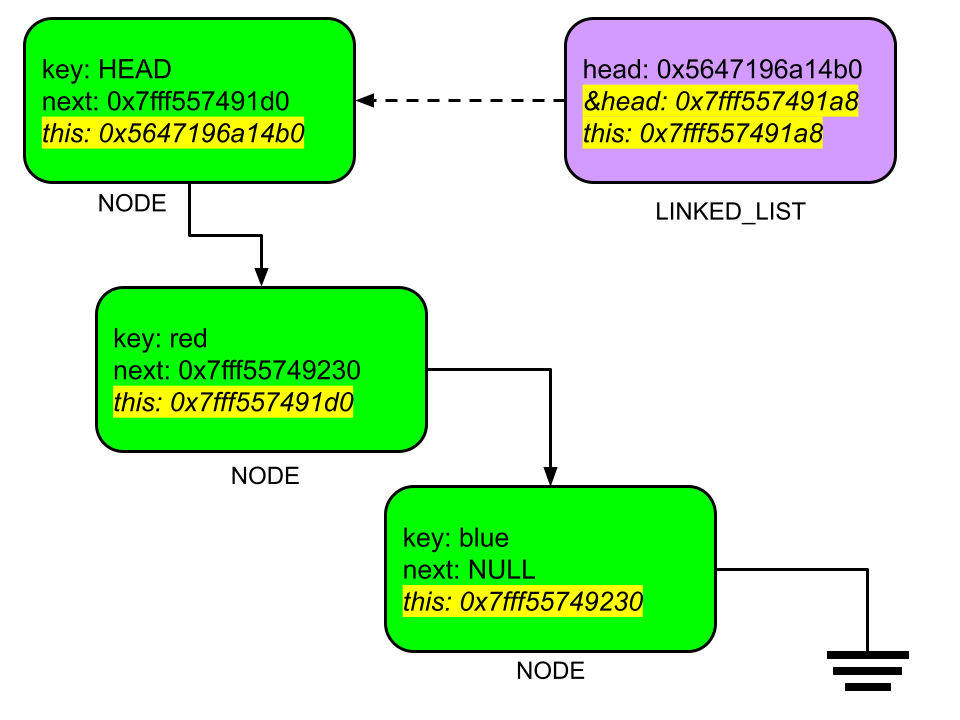 key: HEAD
next: 0x7fff557491d0
this: 0x5647196a14b0
NODE
head: 0x5647196a14b0
&head: 0x7fff557491a8
this: 0x7fff557491a8
LINKED_LIST
key: red
next: 0x7fff55749230
this: 0x7fff557491d0
NODE
key: blue
next: NULL
this: 0x7fff55749230
NODE